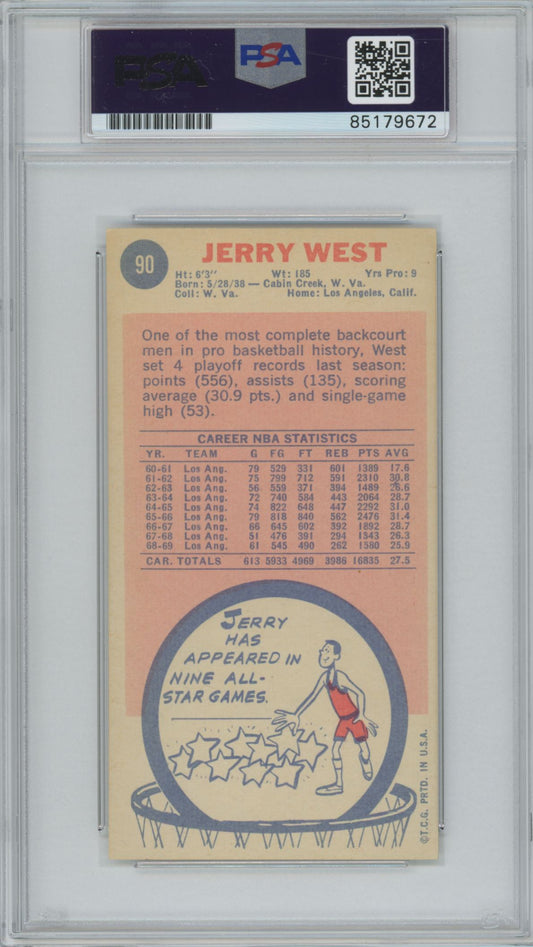 PSA
PSA
85179672
90
JERRY WEST
Ht: 6'3" Wt: 185 Yrs Pro: 9
Born: 5/28/38 — Cabin Creek, W. Va.
Coll: W. Va. Home: Los Angeles, Calif.
One of the most complete backcourt
men in pro basketball history, West
set 4 playoff records last season:
points (556), assists (135), scoring
average (30.9 pts.) and single-game
high (53).
CAREER NBA STATISTICS
YR. TEAM G FG FT REB PTS AVG
60-61 Los Ang. 79 529 331 601 1389 17.6
61-62 Los Ang. 75 799 712 591 2310 30.8
62-63 Los Ang. 56 559 371 394 1489 26.6
63-64 Los Ang. 72 740 584 443 2064 28.7
64-65 Los Ang. 74 822 648 447 2292 31.0
65-66 Los Ang. 79 818 840 562 2476 31.4
66-67 Los Ang. 66 645 602 392 1892 28.7
67-68 Los Ang. 51 476 391 294 1343 26.3
68-69 Los Ang. 61 545 490 262 1580 25.9
CAR. TOTALS 613 5933 4969 3986 16835 27.5
JERRY
HAS
APPEARED IN
NINE ALL-
STAR GAMES.
©T.C.G. PRTD. IN U.S.A.